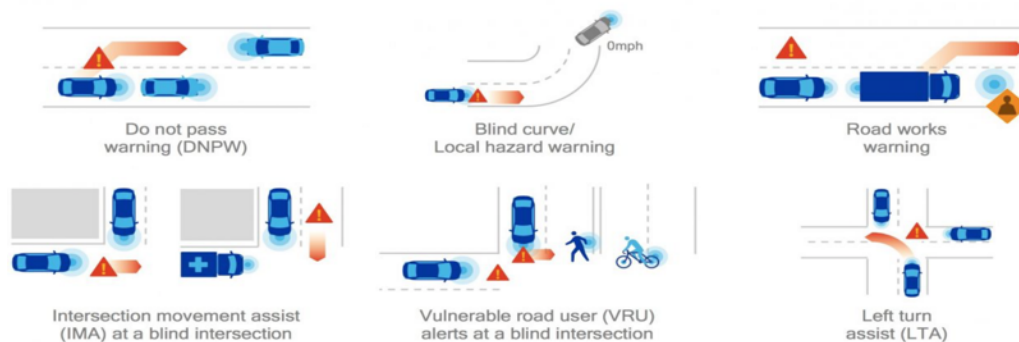 0mph
Do not pass
warning (DNPW)
Blind curve/
Local hazard warning
Road works
warning
Intersection movement assist
(IMA) at a blind intersection
Vulnerable road user (VRU)
alerts at a blind intersection
Left turn
assist (LTA)